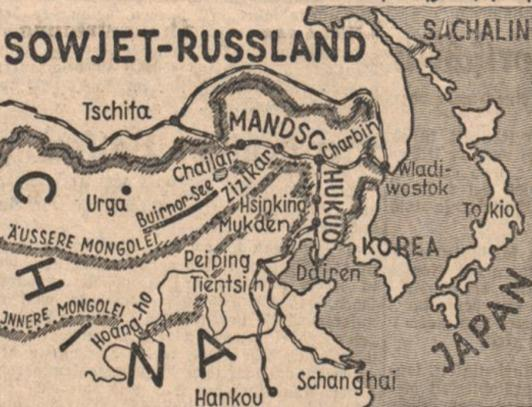 SOWJET-RUSSLAND
SACHALIN
Tschita
MANDSC
HUKUO
Charbin
Chailar
Zizikar
Wladi-
wostok
Urga
Buirnor-See
Hsinking
Mukden
Tokio
ÄUSSERE MONGOLEI
KOREA
Peiping
Tientsih
Dairen
JAPAN
INNERE MONGOLEI
Hoang-ho
CHINA
Schanghai
Hankou